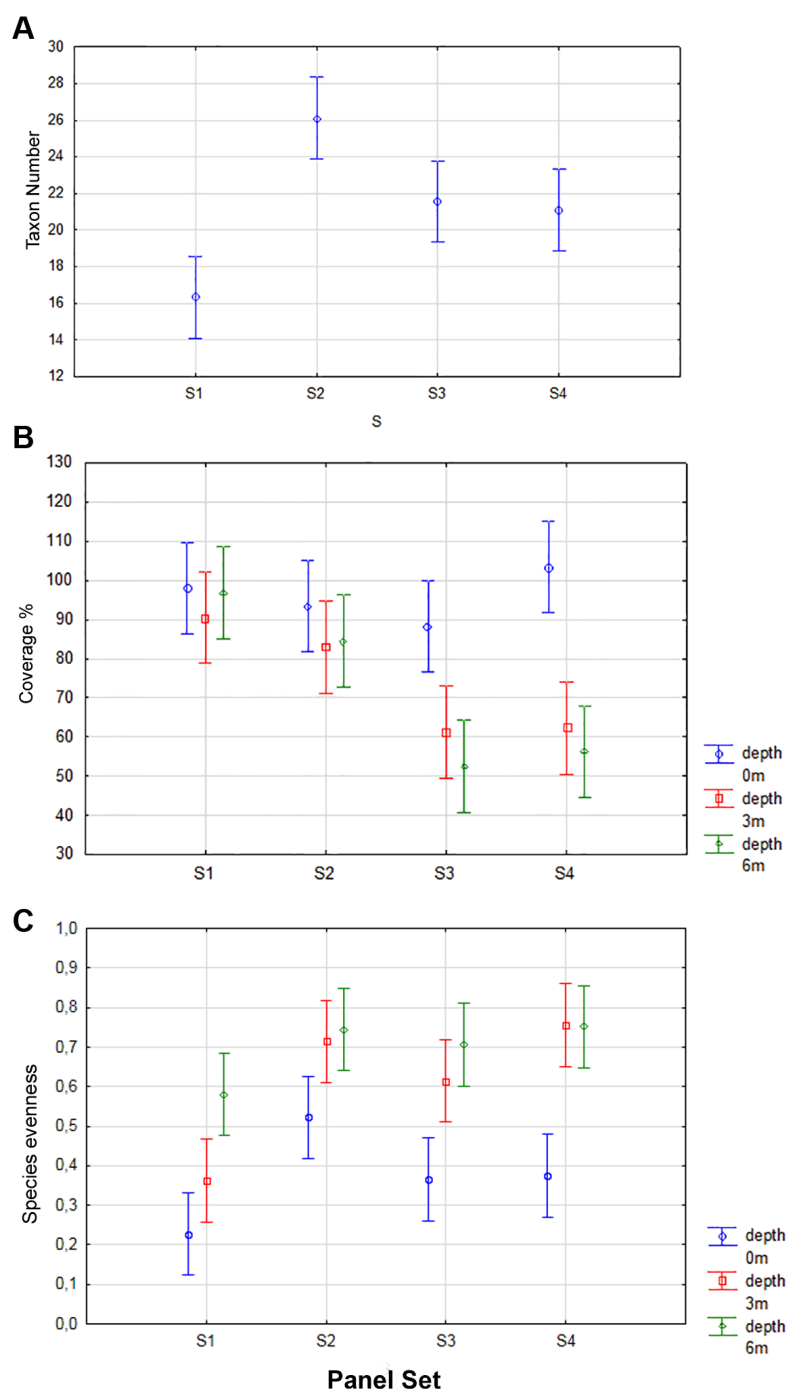 A
30
28
26
24
22
20
18
16
14
12
Taxon Number
S1 S2 S3 S4
S
B
130
120
110
100
90
80
70
60
50
40
30
Coverage %
S1 S2 S3 S4
depth
0m
depth
3m
depth
6m
C
1,0
0,9
0,8
0,7
0,6
0,5
0,4
0,3
0,2
0,1
0,0
Species evenness
S1 S2 S3 S4
depth
0m
depth
3m
depth
6m
Panel Set